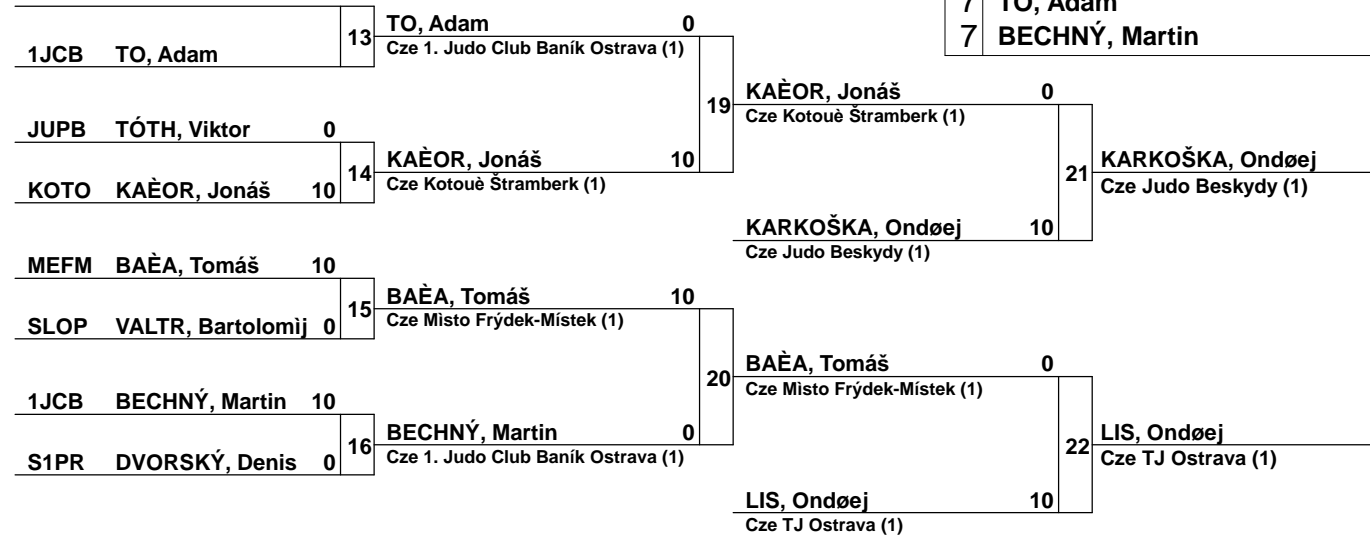 7 TO, Adam
7 BECHNÝ, Martin
1JCB TO, Adam
13
TO, Adam 0
Cze 1. Judo Club Baník Ostrava (1)
JUPB TÓTH, Viktor 0
KOTO KAÈOR, Jonáš 10
14
KAÈOR, Jonáš 10
Cze Kotouè Štramberk (1)
19
KAÈOR, Jonáš 0
Cze Kotouè Štramberk (1)
KARKOŠKA, Ondøej 10
Cze Judo Beskydy (1)
21
KARKOŠKA, Ondøej
Cze Judo Beskydy (1)
MEFM BAÈA, Tomáš 10
SLOP VALTR, Bartolomìj 0
15
BAÈA, Tomáš 10
Cze Mìsto Frýdek-Místek (1)
1JCB BECHNÝ, Martin 10
S1PR DVORSKÝ, Denis 0
16
BECHNÝ, Martin 0
Cze 1. Judo Club Baník Ostrava (1)
20
BAÈA, Tomáš 0
Cze Mìsto Frýdek-Místek (1)
LIS, Ondøej 10
Cze TJ Ostrava (1)
22
LIS, Ondøej
Cze TJ Ostrava (1)